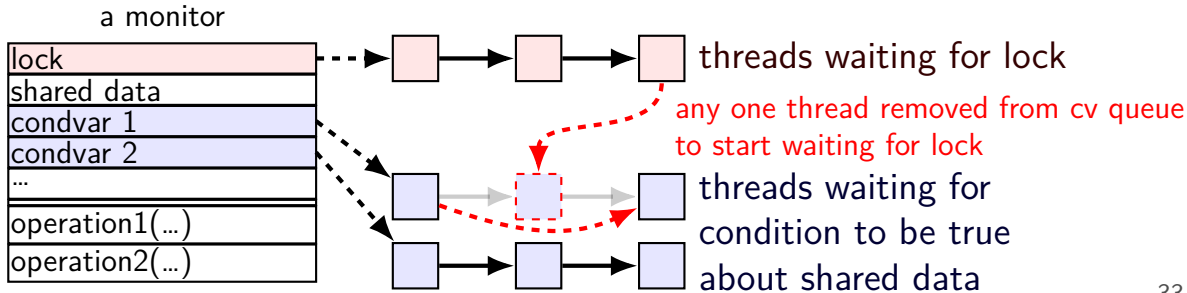 a monitor
lock
shared data
condvar 1
condvar 2
...
operation1(...)
operation2(...)
threads waiting for lock
any one thread removed from cv queue
to start waiting for lock
threads waiting for
condition to be true
about shared data
33